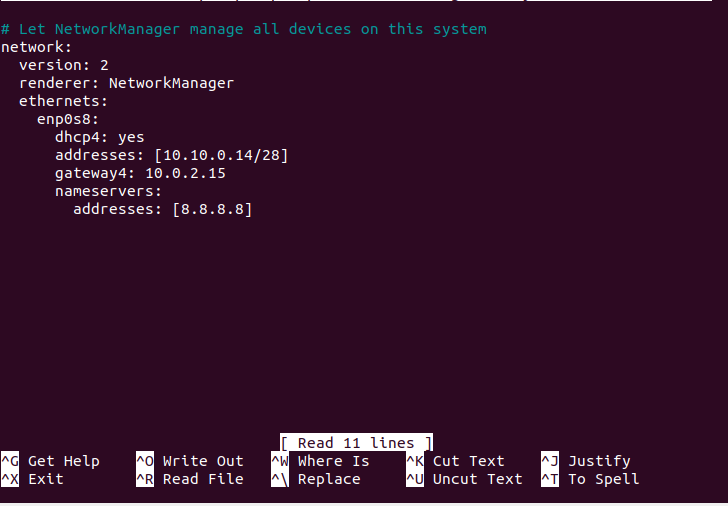 # Let NetworkManager manage all devices on this system
network:
  version: 2
  renderer: NetworkManager
  ethernets:
    enp0s8:
      dhcp4: yes
      addresses: [10.10.0.14/28]
      gateway4: 10.0.2.15
      nameservers:
        addresses: [8.8.8.8]
[ Read 11 lines ]
^G Get Help    ^O Write Out   ^W Where Is    ^K Cut Text    ^J Justify
^X Exit        ^R Read File   ^\ Replace     ^U Uncut Text  ^T To Spell